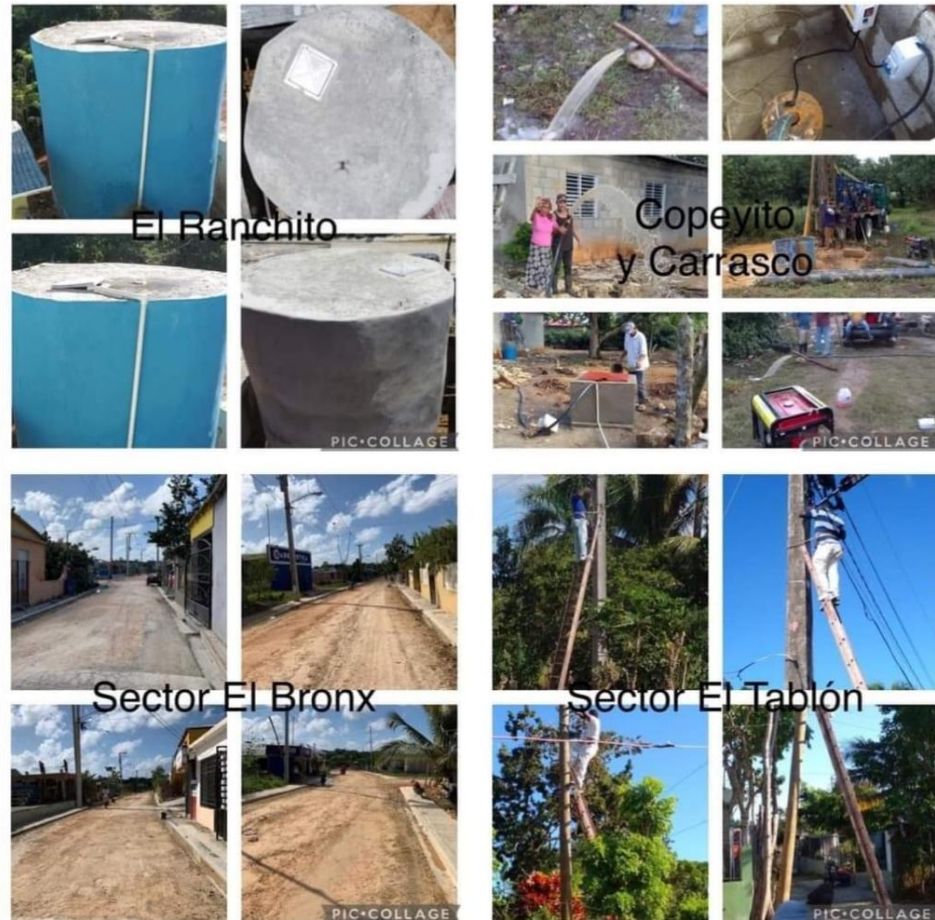 El Ranchito
PIC•COLLAGE
Copeyito
y Carrasco
PIC•COLLAGE
Sector El Bronx
PIC•COLLAGE
Sector El Tablón
PIC•COLLAGE